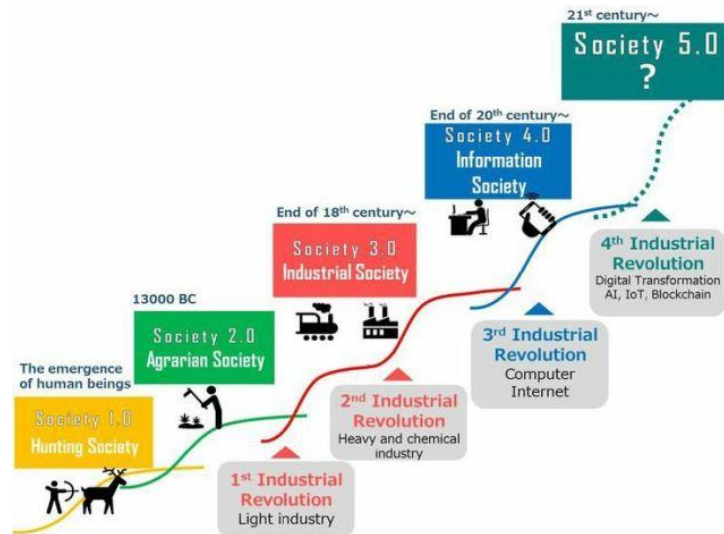 21st century～
Society 5.0
?
End of 20th century～
Society 4.0
Information
Society
End of 18th century～
Society 3.0
Industrial Society
13000 BC
Society 2.0
Agrarian Society
The emergence
of human beings
Society 1.0
Hunting Society
1st Industrial
Revolution
Light industry
2nd Industrial
Revolution
Heavy and chemical
industry
3rd Industrial
Revolution
Computer
Internet
4th Industrial
Revolution
Digital Transformation
AI, IoT, Blockchain